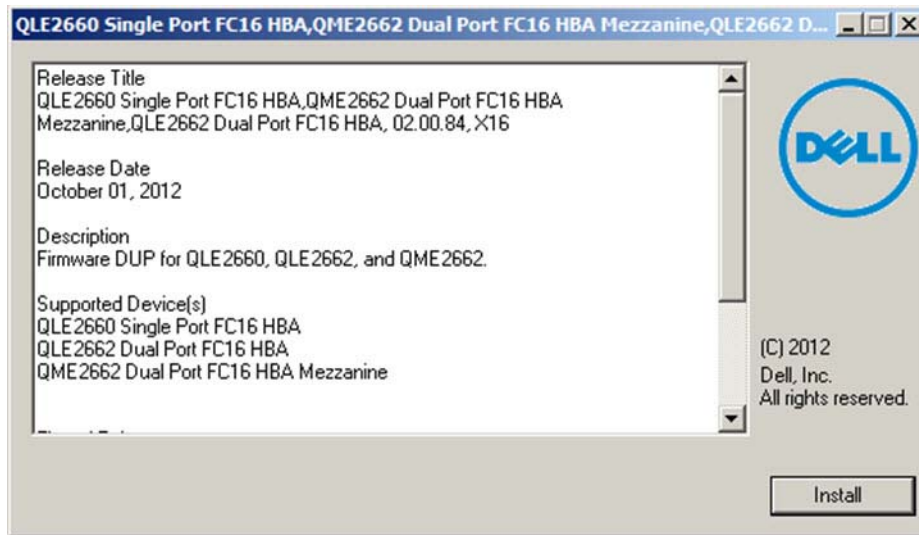 QLE2660 Single Port FC16 HBA,QME2662 Dual Port FC16 HBA Mezzanine,QLE2662 D...
Release Title
QLE2660 Single Port FC16 HBA,QME2662 Dual Port FC16 HBA
Mezzanine,QLE2662 Dual Port FC16 HBA, 02.00.84, X16
Release Date
October 01, 2012
Description
Firmware DUP for QLE2660, QLE2662, and QME2662.
Supported Device(s)
QLE2660 Single Port FC16 HBA
QLE2662 Dual Port FC16 HBA
QME2662 Dual Port FC16 HBA Mezzanine
DELL
(C) 2012
Dell, Inc.
All rights reserved.
Install